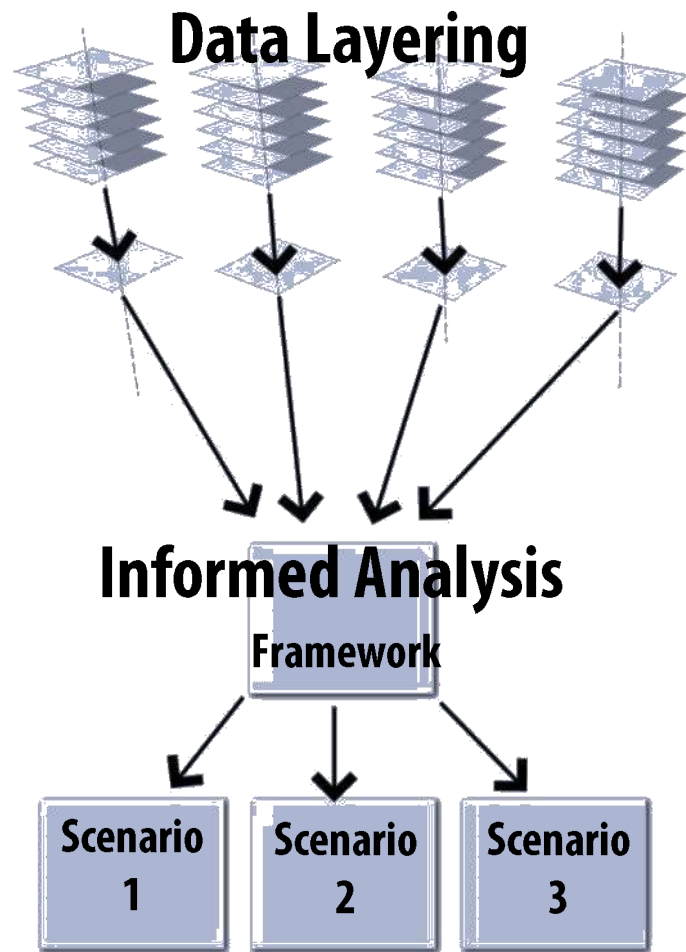 Data Layering
Informed Analysis
Framework
Scenario
1
Scenario
2
Scenario
3